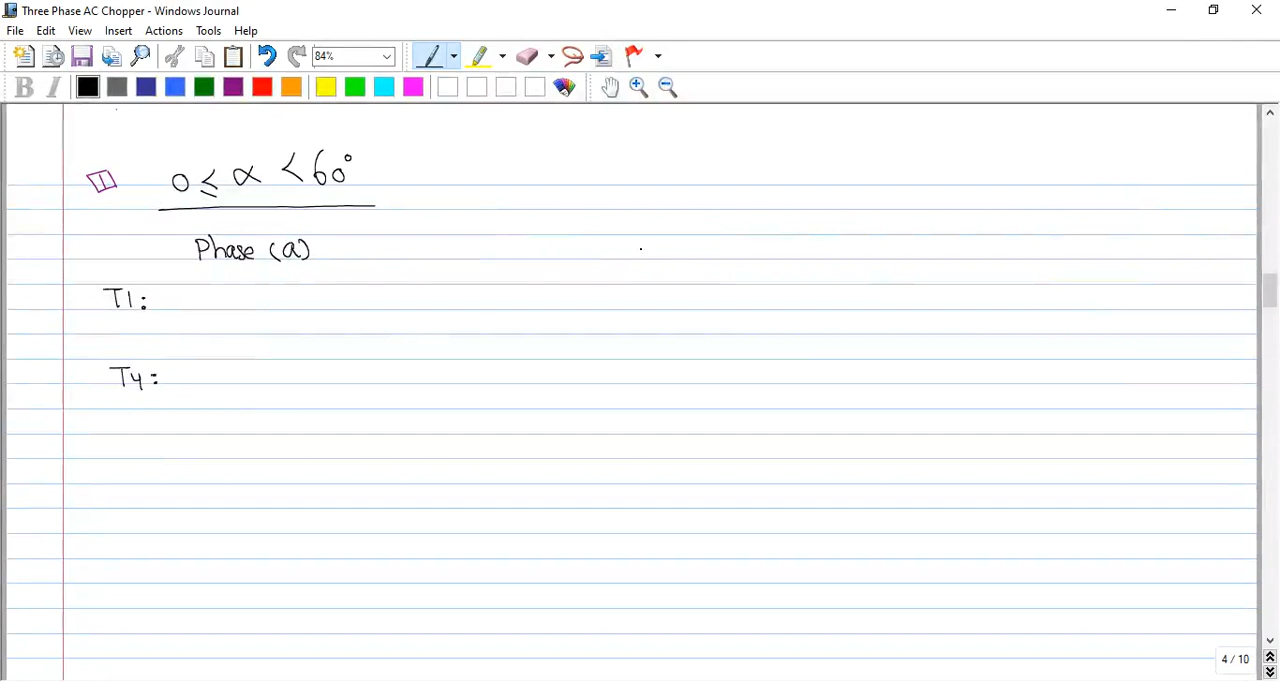 Three Phase AC Chopper - Windows Journal
File Edit View Insert Actions Tools Help
84%
B I
1 0 ≤ α < 60°
Phase (a)
T1:
T4:
4 / 10